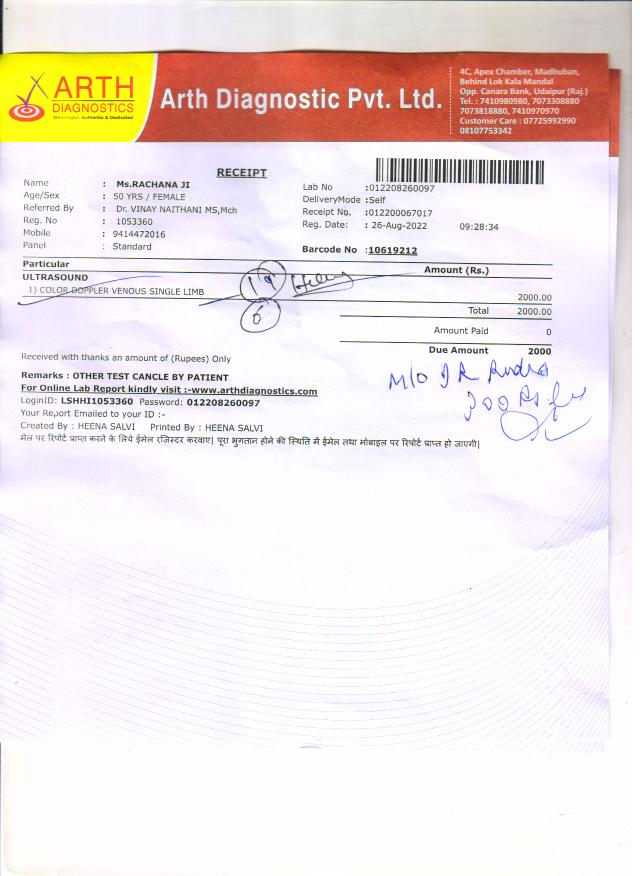 ARTH
DIAGNOSTICS
Meaningful, Authentic & Dedicated
Arth Diagnostic Pvt. Ltd.
4C, Apex Chamber, Madhuban,
Behind Lok Kala Mandal
Opp. Canara Bank, Udaipur (Raj.)
Tel. : 7410980980, 7073308880
7073818880, 7410970970
Customer Care : 07725992990
08107753342
RECEIPT
Name : Ms.RACHANA JI
Age/Sex : 50 YRS / FEMALE
Referred By : Dr. VINAY NAITHANI MS,Mch
Reg. No : 1053360
Mobile : 9414472016
Panel : Standard
Lab No :012208260097
DeliveryMode :Self
Receipt No. :012200067017
Reg. Date: : 26-Aug-2022 09:28:34
Barcode No :10619212
Particular Amount (Rs.)
ULTRASOUND
1) COLOR DOPPLER VENOUS SINGLE LIMB 2000.00
Total 2000.00
6
Amount Paid 0
Due Amount 2000
Received with thanks an amount of (Rupees) Only
Remarks : OTHER TEST CANCLE BY PATIENT
For Online Lab Report kindly visit :-www.arthdiagnostics.com
LoginID: LSHHI1053360 Password: 012208260097
Your Report Emailed to your ID :-
Created By : HEENA SALVI Printed By : HEENA SALVI
मेल पर रिपोर्ट प्राप्त करने के लिये ईमेल रजिस्टर करवाए| पूरा भुगतान होने की स्थिति में ईमेल तथा मोबाइल पर रिपोर्ट प्राप्त हो जाएगी|
M/O